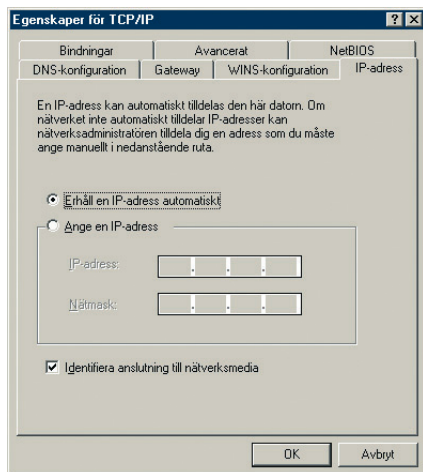 Egenskaper för TCP/IP
Bindningar Avancerat NetBIOS
DNS-konfiguration Gateway WINS-konfiguration IP-adress
En IP-adress kan automatiskt tilldelas den här datorn. Om
nätverket inte automatiskt tilldelar IP-adresser kan
nätverksadministratören tilldela dig en adress som du måste
ange manuellt i nedanstående ruta.
Erhåll en IP-adress automatiskt
Ange en IP-adress
IP-adress:
Nätmask:
Identifiera anslutning till nätverksmedia
OK Avbryt